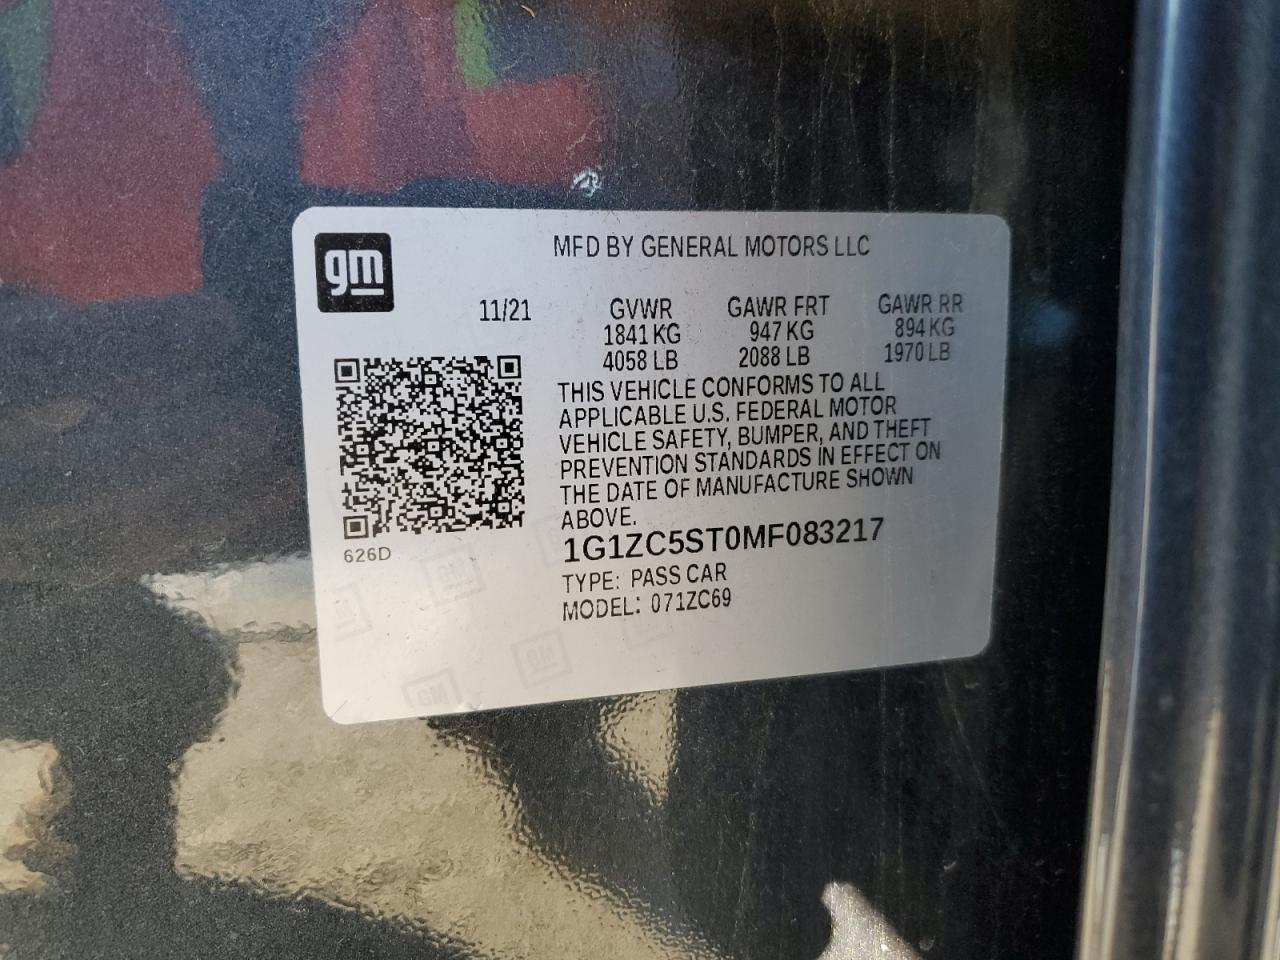 gm
MFD BY GENERAL MOTORS LLC
11/21 GVWR GAWR FRT GAWR RR
1841 KG 947 KG 894 KG
4058 LB 2088 LB 1970 LB
THIS VEHICLE CONFORMS TO ALL
APPLICABLE U.S. FEDERAL MOTOR
VEHICLE SAFETY, BUMPER, AND THEFT
PREVENTION STANDARDS IN EFFECT ON
THE DATE OF MANUFACTURE SHOWN
ABOVE.
626D
1G1ZC5ST0MF083217
TYPE: PASS CAR
MODEL: 071ZC69
GM
GM